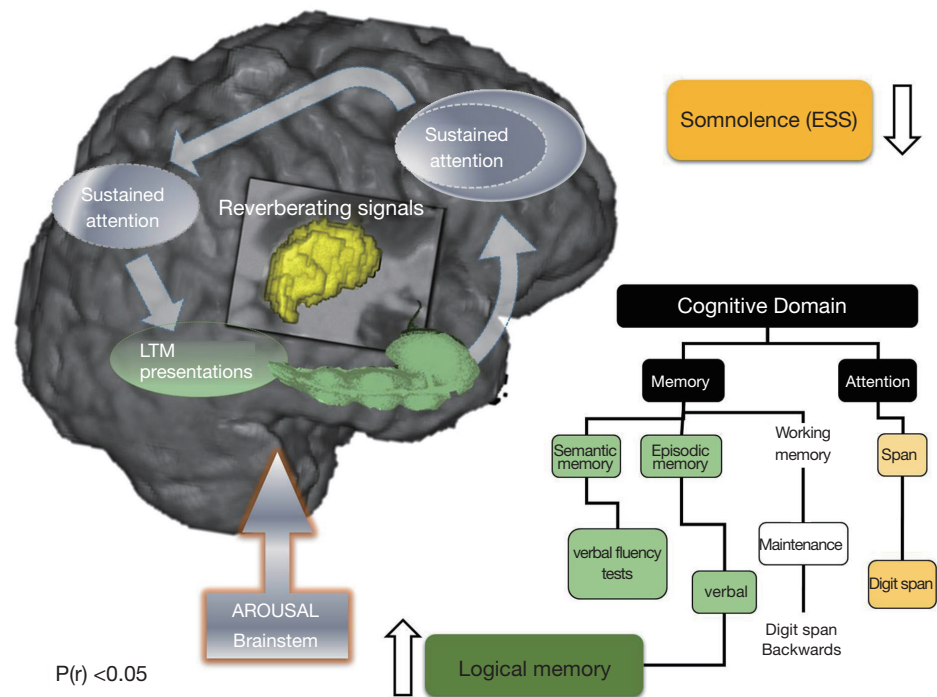 Sustained
attention
Somnolence (ESS)
Sustained
attention
Reverberating signals
LTM
presentations
Cognitive Domain
Memory
Attention
Semantic
memory
Episodic
memory
Working
memory
Span
verbal fluency
tests
Maintenance
verbal
Digit span
Digit span
Backwards
AROUSAL
Brainstem
Logical memory
P(r) <0.05